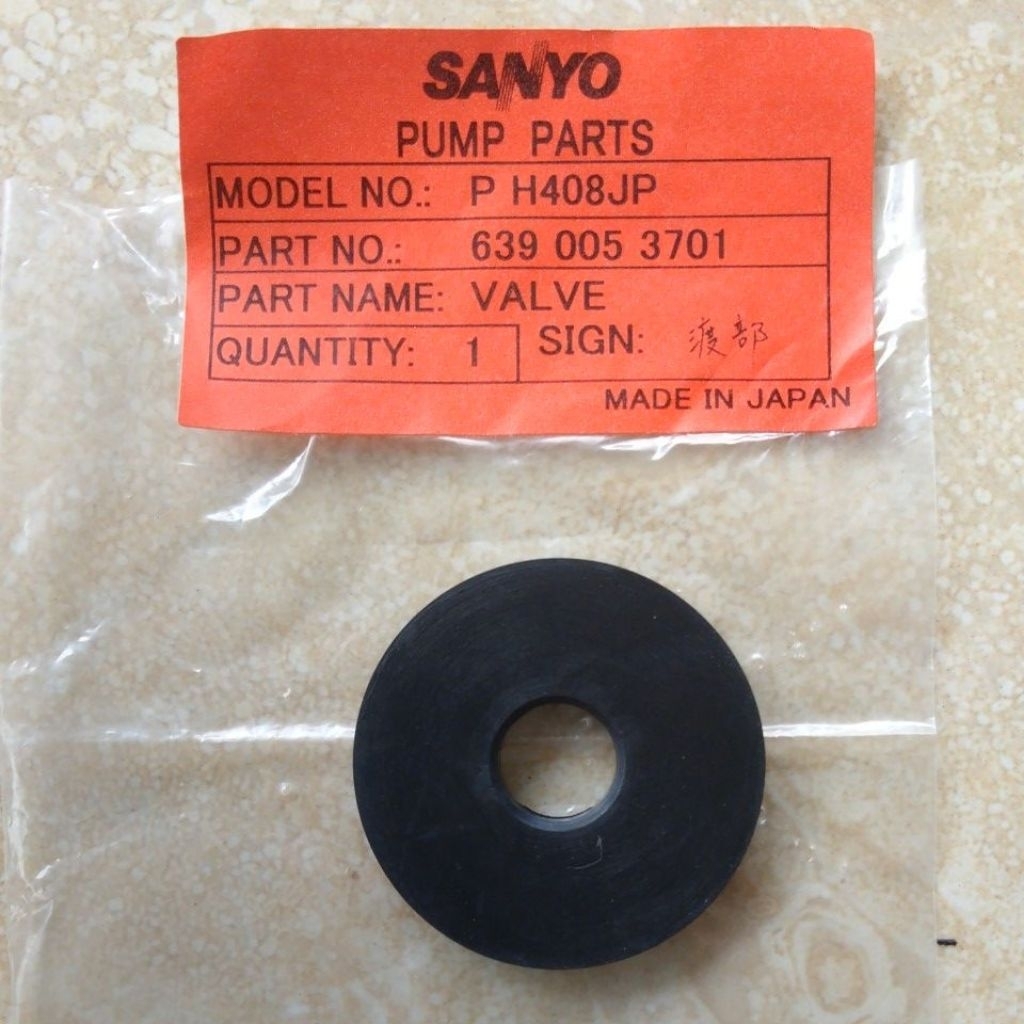 SANYO
PUMP PARTS
MODEL NO.: P H408JP
PART NO.: 639 005 3701
PART NAME: VALVE
QUANTITY: 1 SIGN: 渡部
MADE IN JAPAN